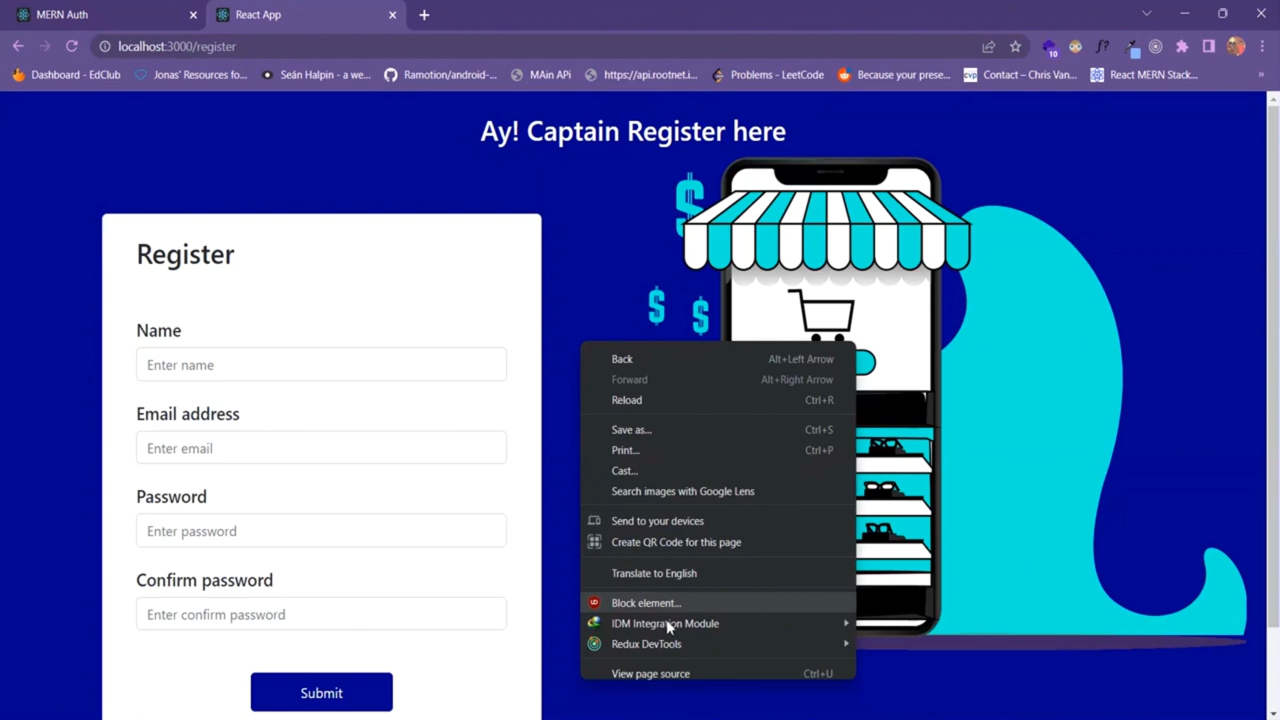 MERN Auth
React App
localhost:3000/register
10
f?
Dashboard - EdClub
Jonas' Resources fo...
Seán Halpin - a we...
Ramotion/android-...
MAin APi
https://api.rootnet.i...
Problems - LeetCode
Because your prese...
cvp
Contact – Chris Van...
React MERN Stack...
»
Ay! Captain Register here
$
$
$
Register
Name
Enter name
Email address
Enter email
Password
Enter password
Confirm password
Enter confirm password
Submit
Back Alt+Left Arrow
Forward Alt+Right Arrow
Reload Ctrl+R
Save as... Ctrl+S
Print... Ctrl+P
Cast...
Search images with Google Lens
Send to your devices
Create QR Code for this page
Translate to English
Block element...
IDM Integration Module
Redux DevTools
View page source Ctrl+U